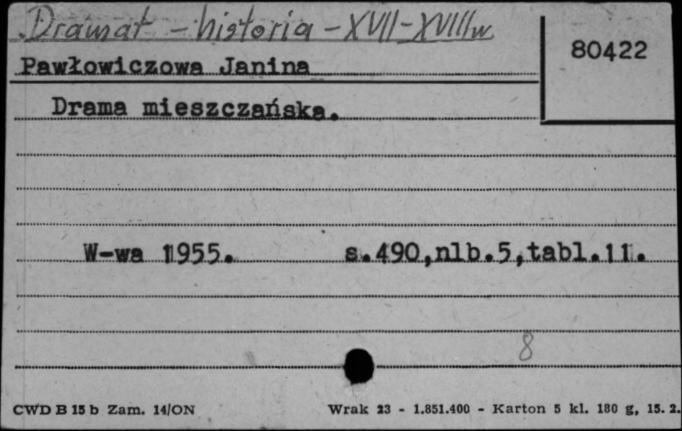 Dramat - historia - XVII-XVIII w
80422
Pawłowiczowa Janina
Drama mieszczańska.
W-wa 1955. s.490,nlb.5,tabl.11.
8
CWD B 15 b Zam. 14/ON Wrak 23 - 1.851.400 - Karton 5 kl. 180 g, 15. 2.